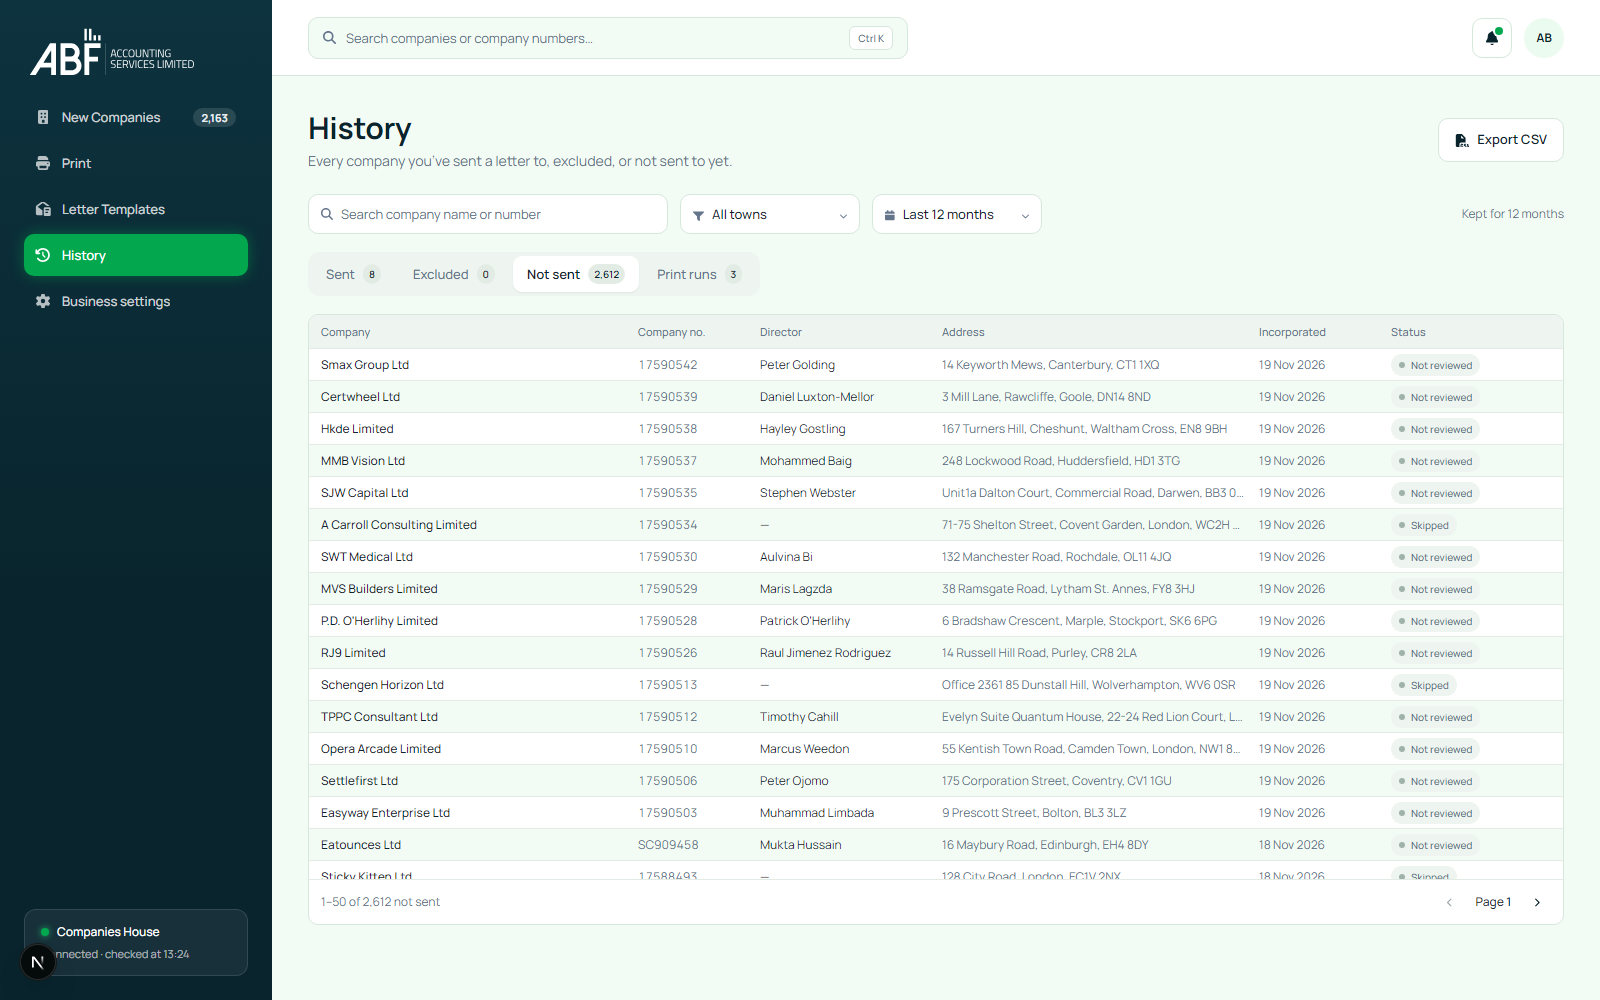 ABF ACCOUNTING SERVICES LIMITED
New Companies 2,163
Print
Letter Templates
History
Business settings
Companies House
nnected · checked at 13:24
N
Search companies or company numbers... Ctrl K
AB
History
Every company you've sent a letter to, excluded, or not sent to yet.
Export CSV
Search company name or number All towns Last 12 months Kept for 12 months
Sent 8 Excluded 0 Not sent 2,612 Print runs 3
Company Company no. Director Address Incorporated Status
Smax Group Ltd 17590542 Peter Golding 14 Keyworth Mews, Canterbury, CT1 1XQ 19 Nov 2026 Not reviewed
Certwheel Ltd 17590539 Daniel Luxton-Mellor 3 Mill Lane, Rawcliffe, Goole, DN14 8ND 19 Nov 2026 Not reviewed
Hkde Limited 17590538 Hayley Gostling 167 Turners Hill, Cheshunt, Waltham Cross, EN8 9BH 19 Nov 2026 Not reviewed
MMB Vision Ltd 17590537 Mohammed Baig 248 Lockwood Road, Huddersfield, HD1 3TG 19 Nov 2026 Not reviewed
SJW Capital Ltd 17590535 Stephen Webster Unit1a Dalton Court, Commercial Road, Darwen, BB3 0... 19 Nov 2026 Not reviewed
A Carroll Consulting Limited 17590534 — 71-75 Shelton Street, Covent Garden, London, WC2H ... 19 Nov 2026 Skipped
SWT Medical Ltd 17590530 Aulvina Bi 132 Manchester Road, Rochdale, OL11 4JQ 19 Nov 2026 Not reviewed
MVS Builders Limited 17590529 Maris Lagzda 38 Ramsgate Road, Lytham St. Annes, FY8 3HJ 19 Nov 2026 Not reviewed
P.D. O'Herlihy Limited 17590528 Patrick O'Herlihy 6 Bradshaw Crescent, Marple, Stockport, SK6 6PG 19 Nov 2026 Not reviewed
RJ9 Limited 17590526 Raul Jimenez Rodriguez 14 Russell Hill Road, Purley, CR8 2LA 19 Nov 2026 Not reviewed
Schengen Horizon Ltd 17590513 — Office 2361 85 Dunstall Hill, Wolverhampton, WV6 0SR 19 Nov 2026 Skipped
TPPC Consultant Ltd 17590512 Timothy Cahill Evelyn Suite Quantum House, 22-24 Red Lion Court, L... 19 Nov 2026 Not reviewed
Opera Arcade Limited 17590510 Marcus Weedon 55 Kentish Town Road, Camden Town, London, NW1 8... 19 Nov 2026 Not reviewed
Settlefirst Ltd 17590506 Peter Ojomo 175 Corporation Street, Coventry, CV1 1GU 19 Nov 2026 Not reviewed
Easyway Enterprise Ltd 17590503 Muhammad Limbada 9 Prescott Street, Bolton, BL3 3LZ 19 Nov 2026 Not reviewed
Eatounces Ltd SC909458 Mukta Hussain 16 Maybury Road, Edinburgh, EH4 8DY 18 Nov 2026 Not reviewed
Sticky Kitten Ltd 17588493 — 128 City Road, London, EC1V 2NX 18 Nov 2026 Skipped
1–50 of 2,612 not sent Page 1